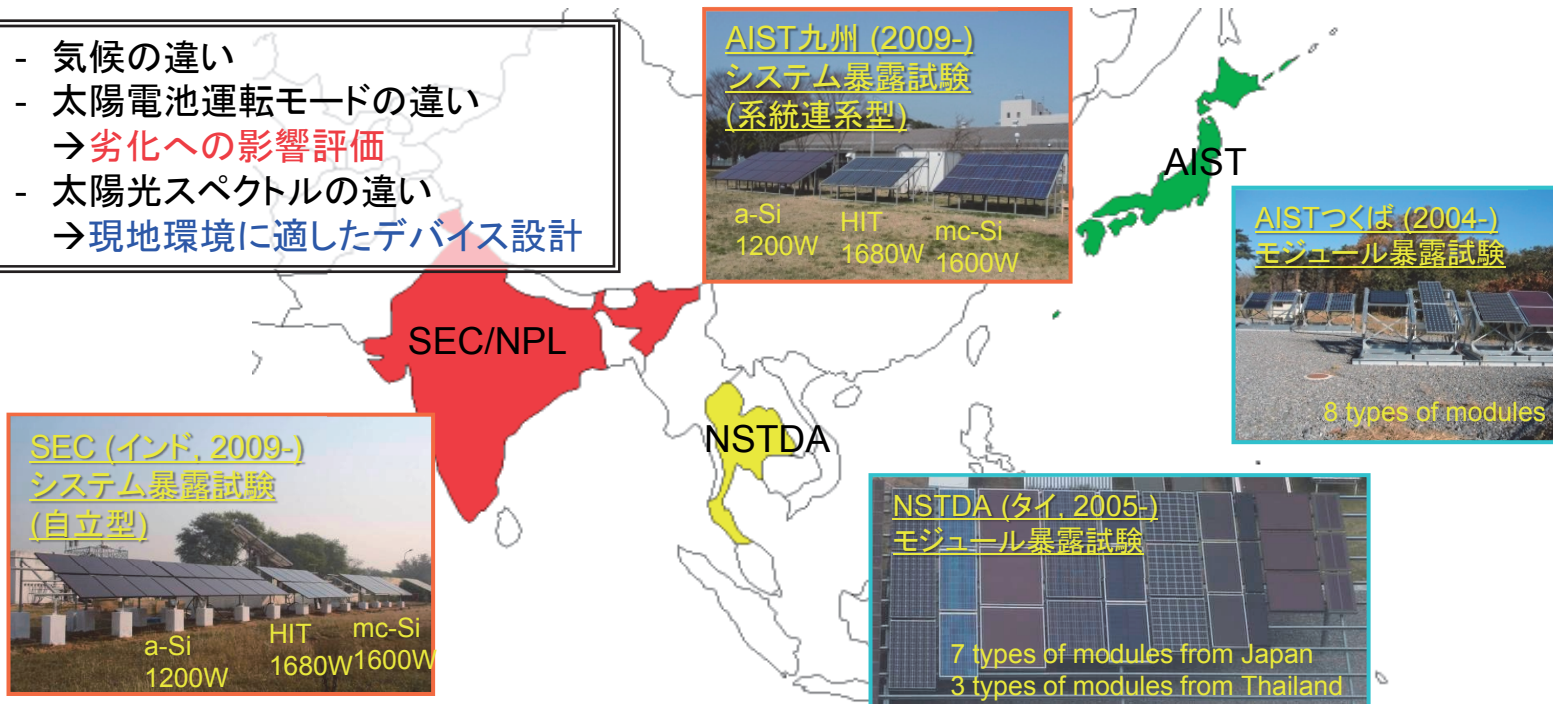 - 気候の違い
- 太陽電池運転モードの違い
→劣化への影響評価
- 太陽光スペクトルの違い
→現地環境に適したデバイス設計
AIST九州 (2009-)
システム暴露試験
(系統連系型)
a-Si
1200W
HIT
1680W
mc-Si
1600W
AIST
AISTつくば (2004-)
モジュール暴露試験
8 types of modules
SEC/NPL
NSTDA
SEC (インド, 2009-)
システム暴露試験
(自立型)
a-Si
1200W
HIT
1680W
mc-Si
1600W
NSTDA (タイ, 2005-)
モジュール暴露試験
7 types of modules from Japan
3 types of modules from Thailand